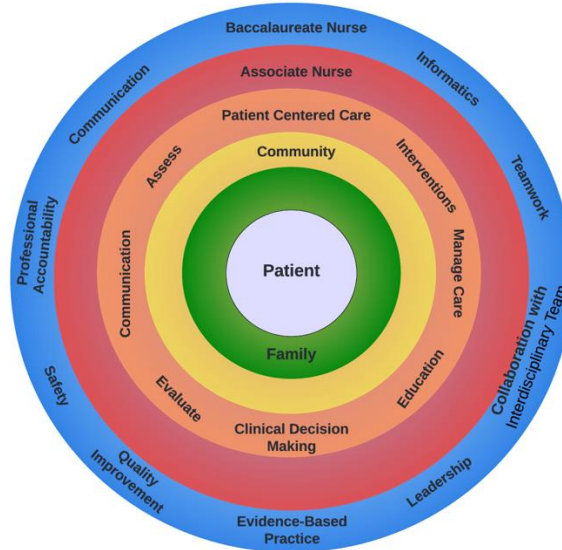 Baccalaureate Nurse
Informatics
Teamwork
Collaboration with
Interdisciplinary Team
Leadership
Evidence-Based
Practice
Quality
Improvement
Safety
Professional
Accountability
Communication
Associate Nurse
Patient Centered Care
Interventions
Manage Care
Education
Clinical Decision
Making
Evaluate
Communication
Assess
Community
Patient
Family